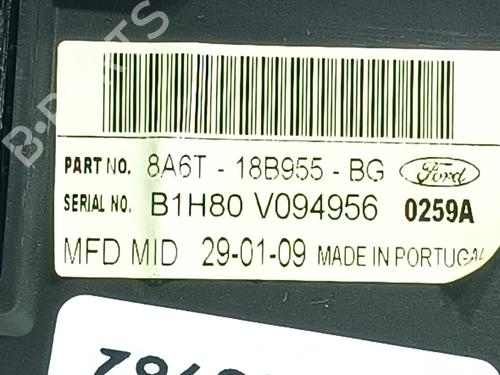 B-PARTS
PART NO. 8A6T - 18B955 - BG Ford
SERIAL NO. B1H80 V094956 0259A
MFD MID 29-01-09 MADE IN PORTUGAL